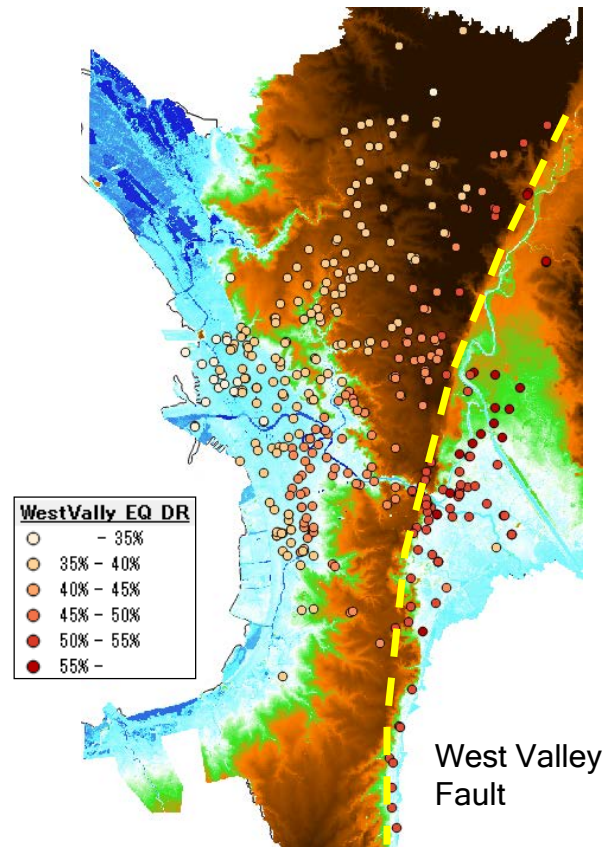 WestVally EQ DR
- 35%
35% - 40%
40% - 45%
45% - 50%
50% - 55%
55% -
West Valley
Fault